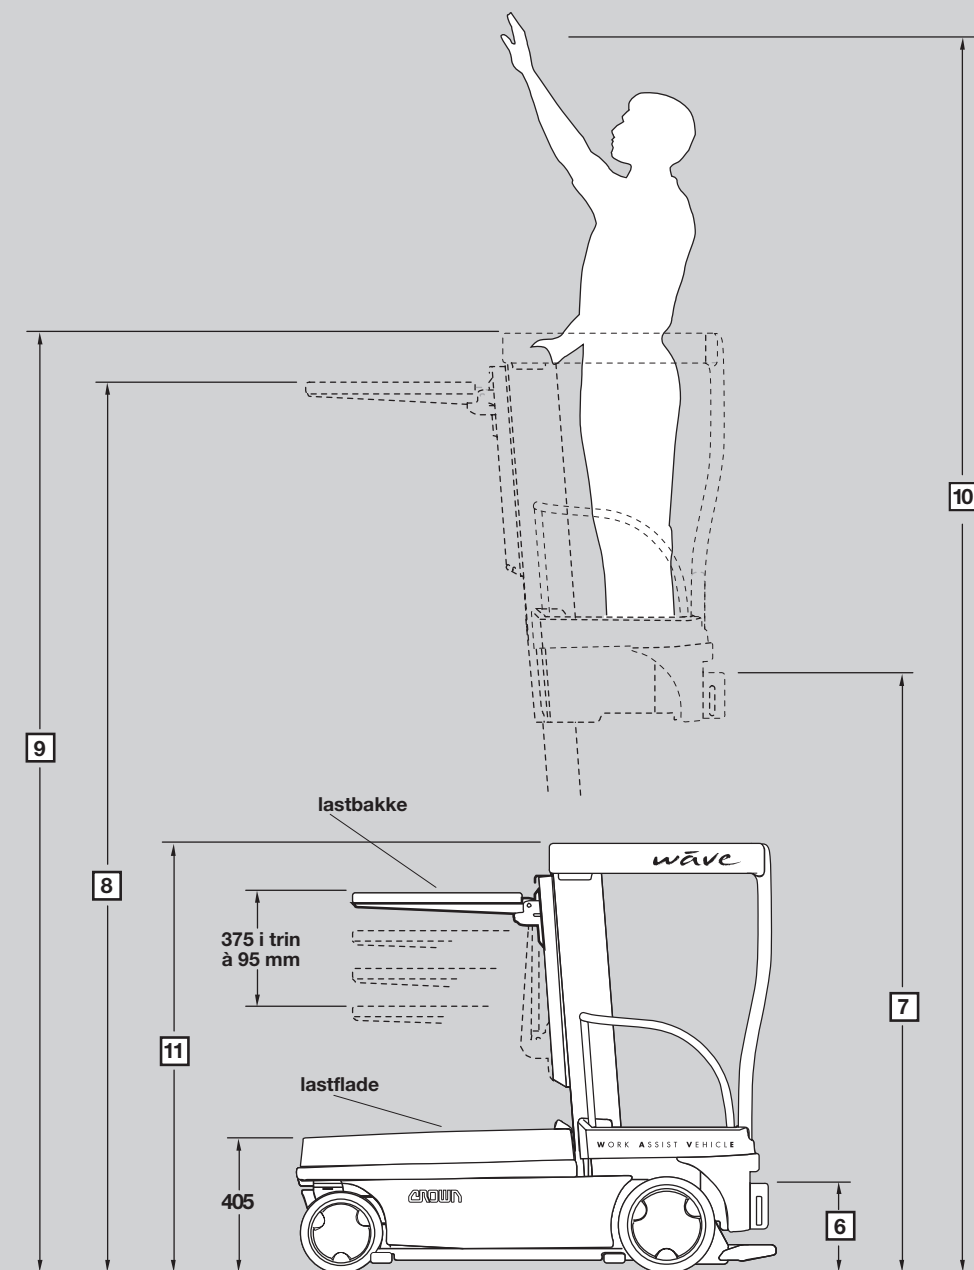 10
9
lastbakke
wāve
8
375 i trin
à 95 mm
7
11
lastflade
WORK ASSIST VEHICLE
CROWN
405
6